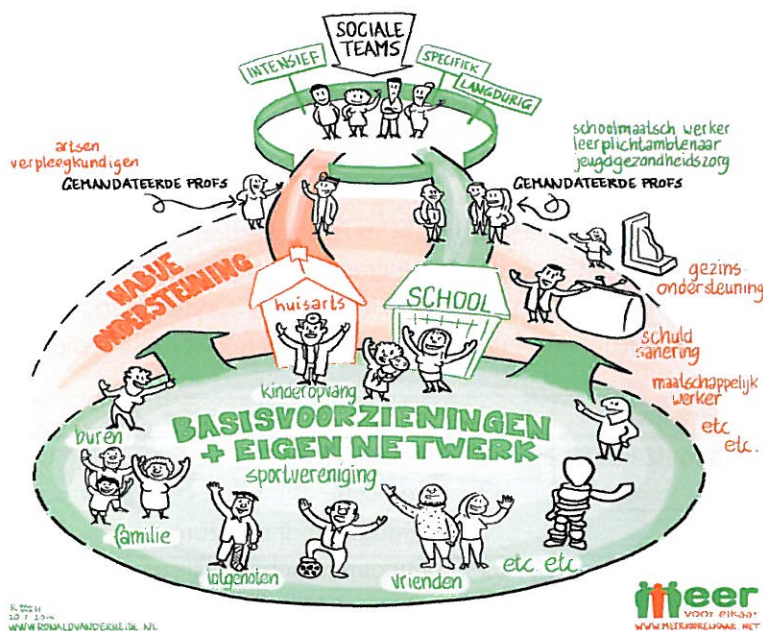 SOCIALE
TEAMS
INTENSIEF
SPECIFIEK
LANGDURIG
artsen
verpleegkundigen
GEMANDATEERDE PROFS
schoolmaatsch werker
leerplichtambtenaar
jeugdgezondheidszorg
GEMANDATEERDE PROFS
NABIJE
ONDERSTEUNING
huisarts
SCHOOL
gezins-
ondersteuning
schuld
sanering
maatschappelijk
werker
etc
etc.
kinderopvang
BASISVOORZIENINGEN
+ EIGEN NETWERK
sportvereniging
buren
familie
lotgenoten
vrienden
etc. etc.
WWW.RONALDVANDERHEIDE.NL
meer
VOOR elkaar
WWW.MEERVOORELKAAR.NET